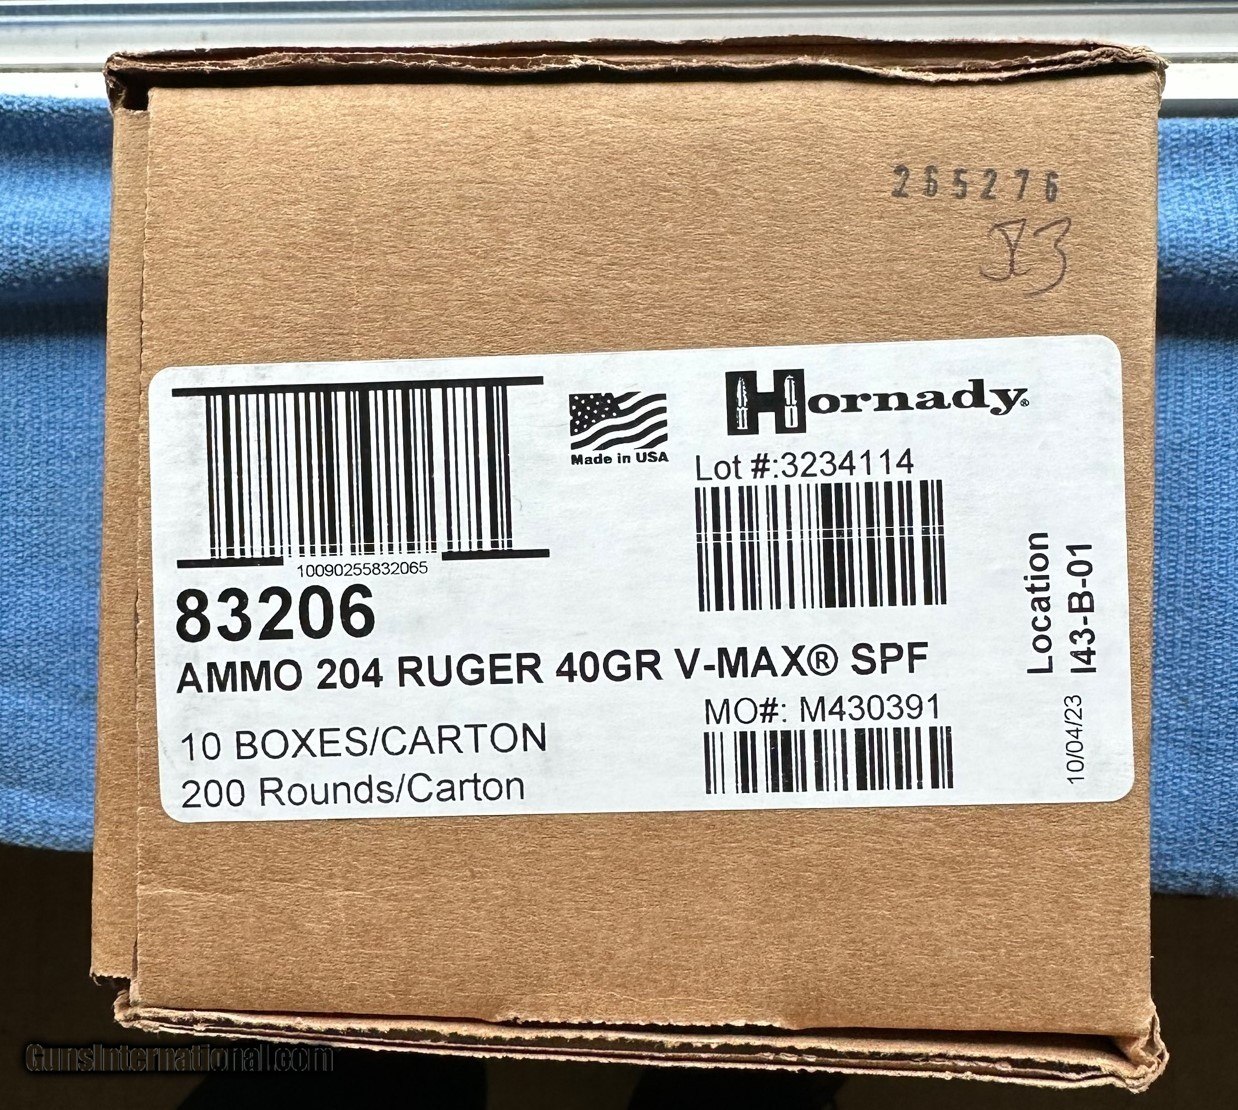 265276
Hornady®
Made in USA
Lot #:3234114
10090255832065
83206
AMMO 204 RUGER 40GR V-MAX® SPF
MO#: M430391
10 BOXES/CARTON
200 Rounds/Carton
Location
I43-B-01
10/04/23
GunsInternational.com